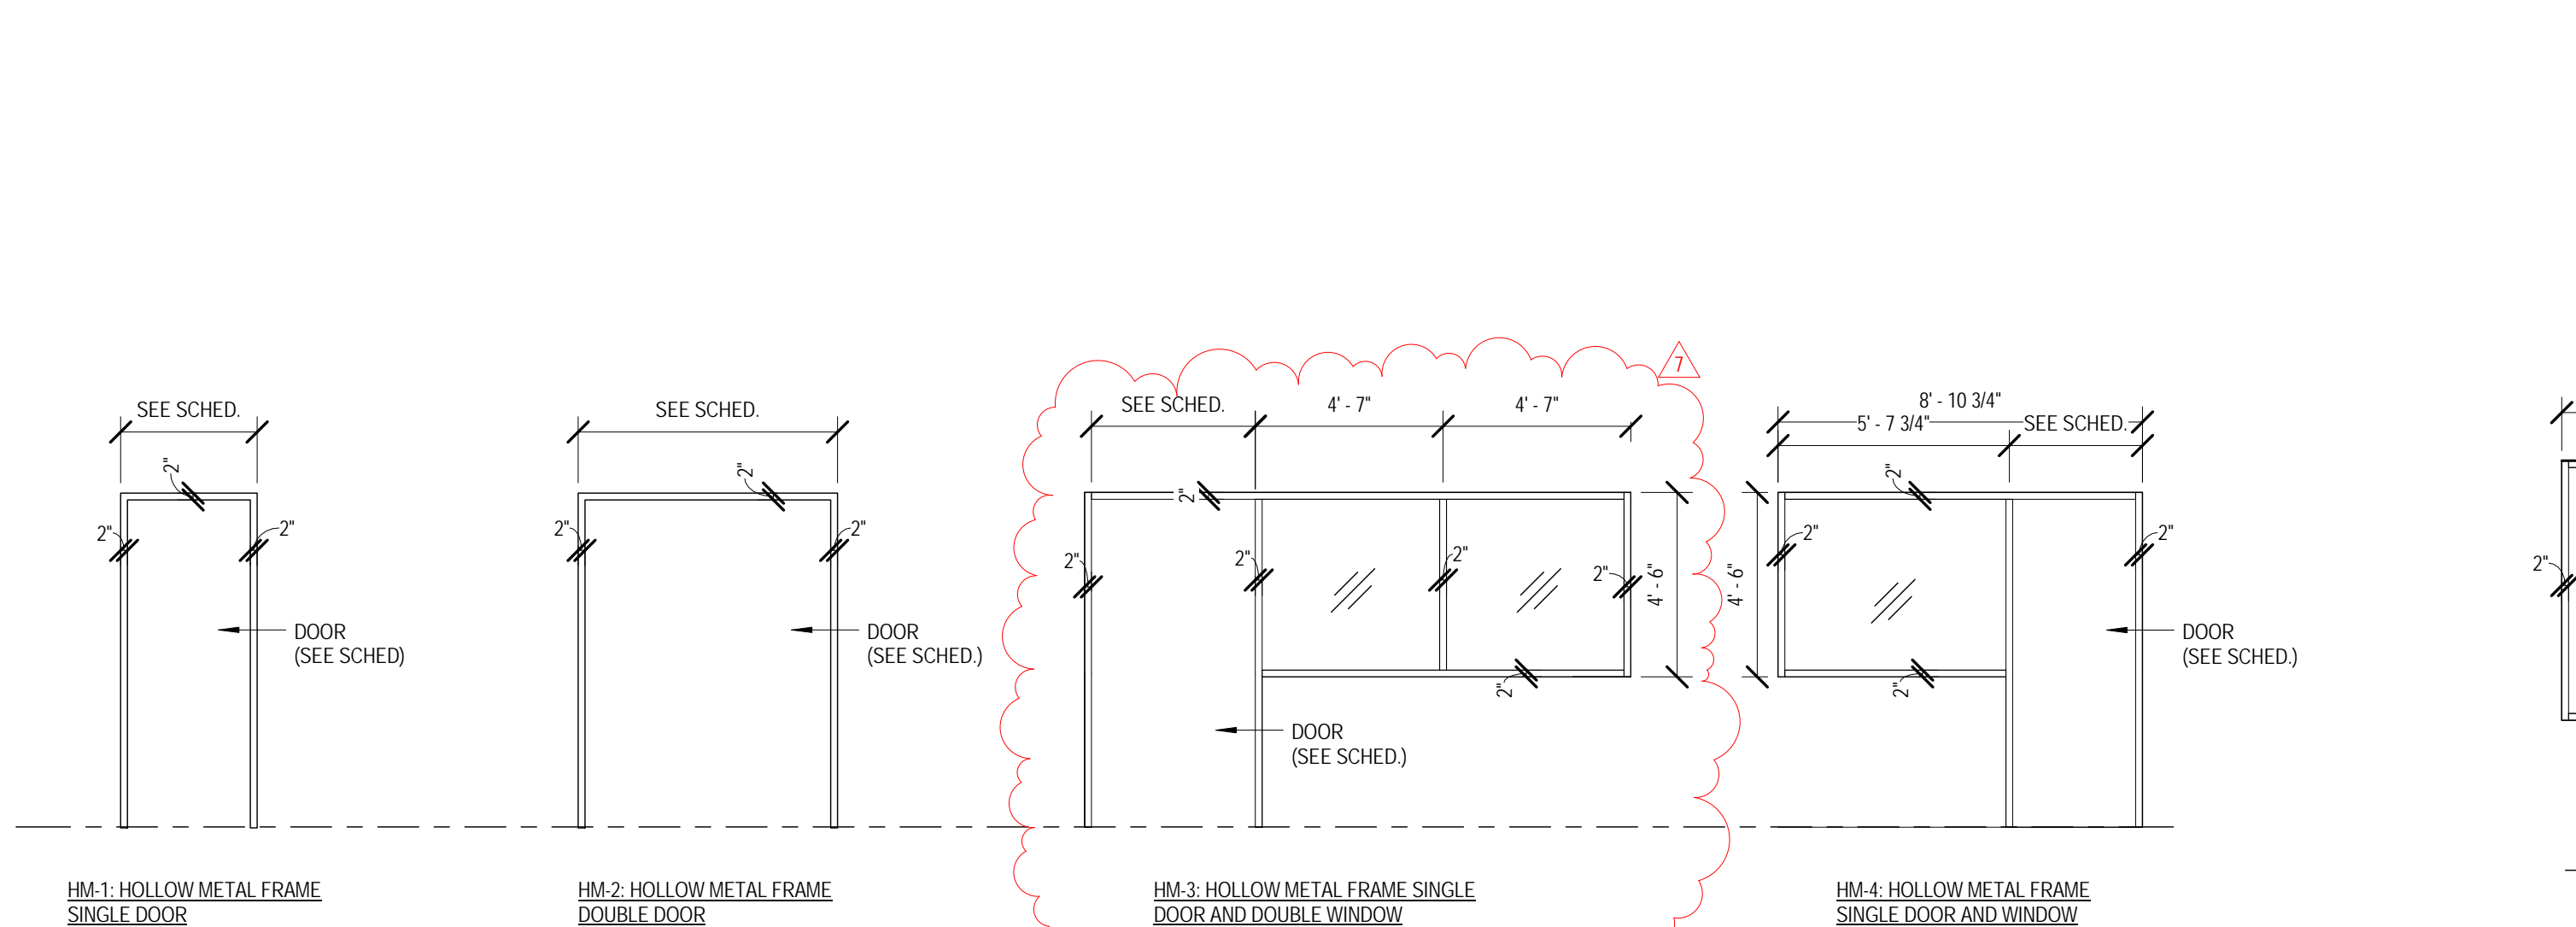 SEE SCHED.
2"
2"
2"
DOOR
(SEE SCHED)
HM-1: HOLLOW METAL FRAME
SINGLE DOOR
SEE SCHED.
2"
2"
2"
DOOR
(SEE SCHED.)
HM-2: HOLLOW METAL FRAME
DOUBLE DOOR
7
SEE SCHED.
4' - 7"
4' - 7"
2"
2"
2"
2"
2"
4' - 6"
2"
DOOR
(SEE SCHED.)
HM-3: HOLLOW METAL FRAME SINGLE
DOOR AND DOUBLE WINDOW
8' - 10 3/4"
5' - 7 3/4"
SEE SCHED.
2"
2"
2"
4' - 6"
2"
DOOR
(SEE SCHED.)
HM-4: HOLLOW METAL FRAME
SINGLE DOOR AND WINDOW
2"